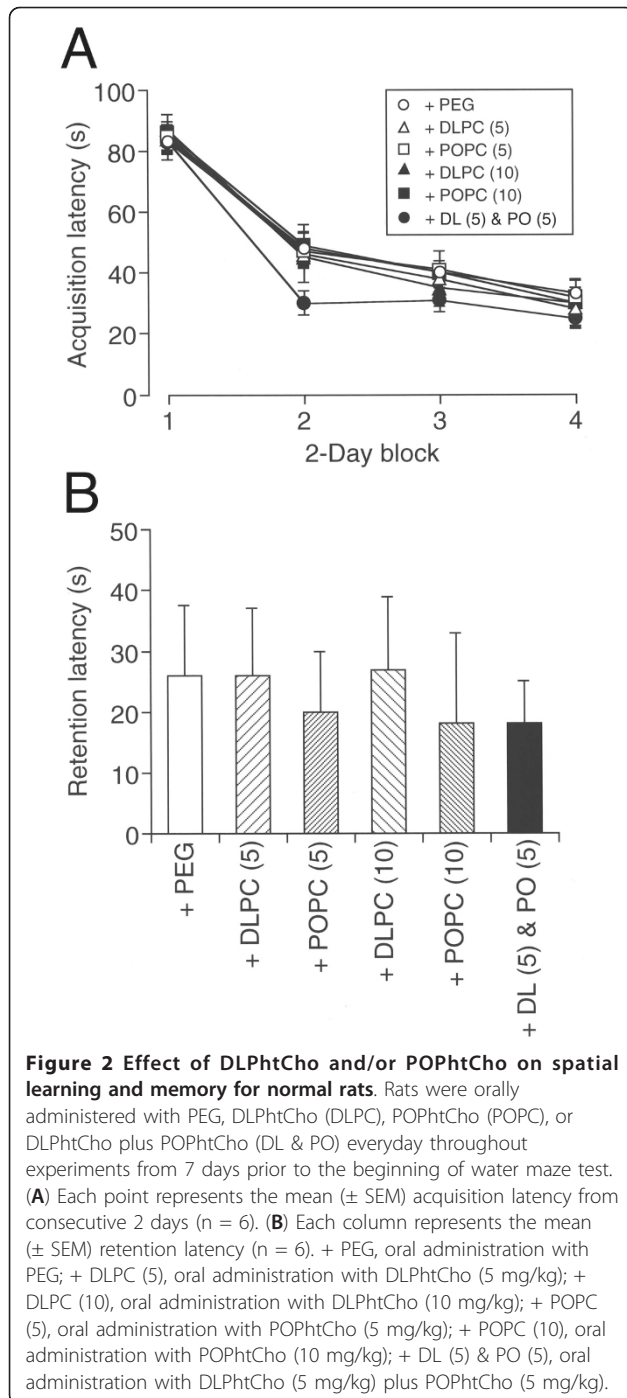 A
Acquisition latency (s)
100
80
60
40
20
0
+ PEG
+ DLPC (5)
+ POPC (5)
+ DLPC (10)
+ POPC (10)
+ DL (5) & PO (5)
1 2 3 4
2-Day block
B
Retention latency (s)
50
40
30
20
10
0
+ PEG
+ DLPC (5)
+ POPC (5)
+ DLPC (10)
+ POPC (10)
+ DL (5) & PO (5)
Figure 2 Effect of DLPhtCho and/or POPhtCho on spatial
learning and memory for normal rats. Rats were orally
administered with PEG, DLPhtCho (DLPC), POPhtCho (POPC), or
DLPhtCho plus POPhtCho (DL & PO) everyday throughout
experiments from 7 days prior to the beginning of water maze test.
(A) Each point represents the mean (± SEM) acquisition latency from
consecutive 2 days (n = 6). (B) Each column represents the mean
(± SEM) retention latency (n = 6). + PEG, oral administration with
PEG; + DLPC (5), oral administration with DLPhtCho (5 mg/kg); +
DLPC (10), oral administration with DLPhtCho (10 mg/kg); + POPC
(5), oral administration with POPhtCho (5 mg/kg); + POPC (10), oral
administration with POPhtCho (10 mg/kg); + DL (5) & PO (5), oral
administration with DLPhtCho (5 mg/kg) plus POPhtCho (5 mg/kg).